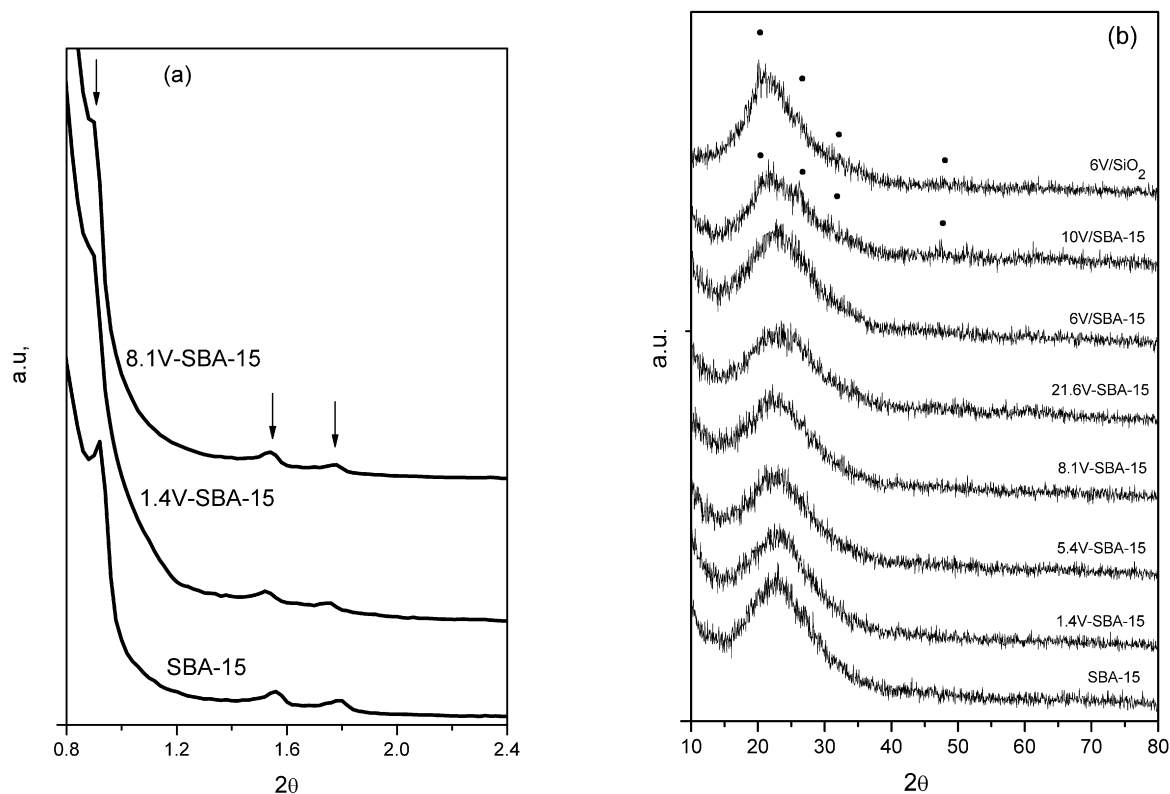 (a)
8.1V-SBA-15
1.4V-SBA-15
SBA-15
a.u,
0.8 1.2 1.6 2.0 2.4
2θ
(b)
6V/SiO2
10V/SBA-15
6V/SBA-15
21.6V-SBA-15
8.1V-SBA-15
5.4V-SBA-15
1.4V-SBA-15
SBA-15
a.u.
10 20 30 40 50 60 70 80
2θ